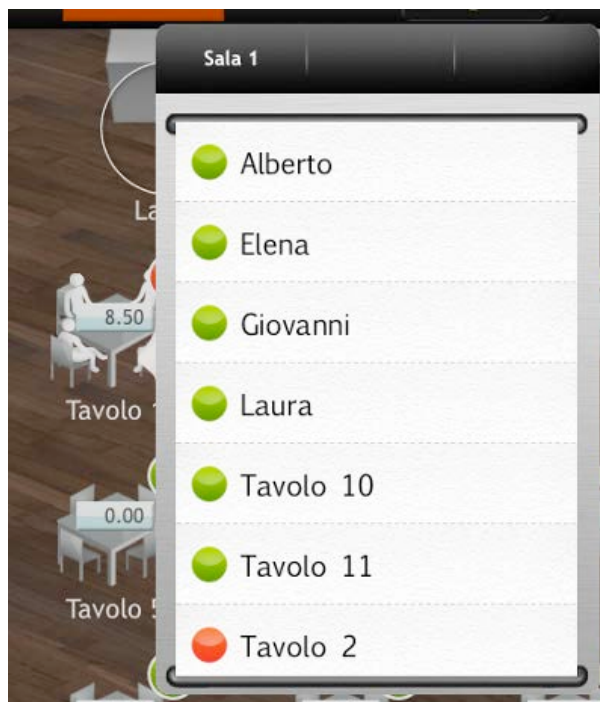 Sala 1
Alberto
Elena
Giovanni
Laura
Tavolo 10
Tavolo 11
Tavolo 2
8.50
Tavolo
0.00
Tavolo